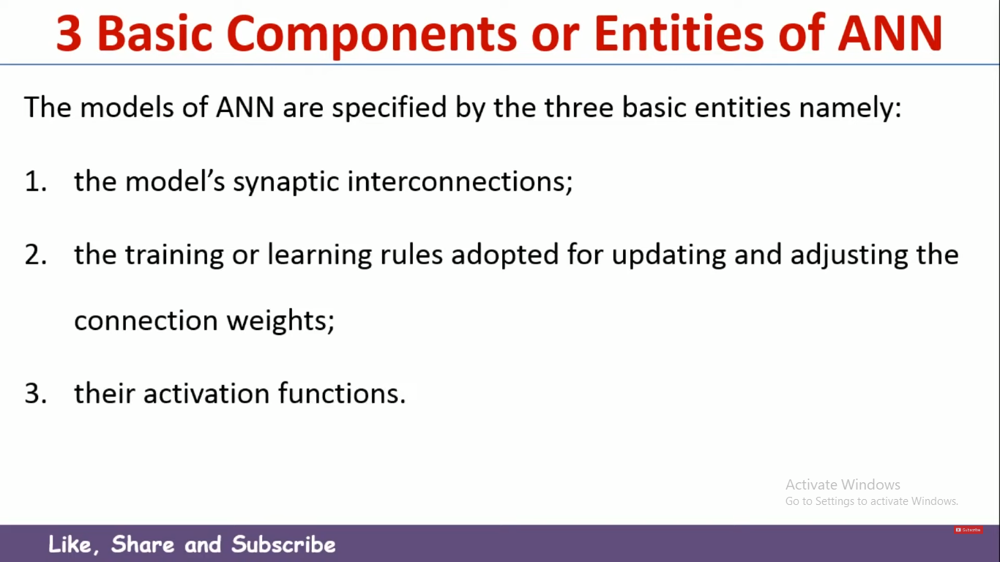 3 Basic Components or Entities of ANN
The models of ANN are specified by the three basic entities namely:
1. the model’s synaptic interconnections;
2. the training or learning rules adopted for updating and adjusting the
connection weights;
3. their activation functions.
Activate Windows
Go to Settings to activate Windows.
Subscribe
Like, Share and Subscribe